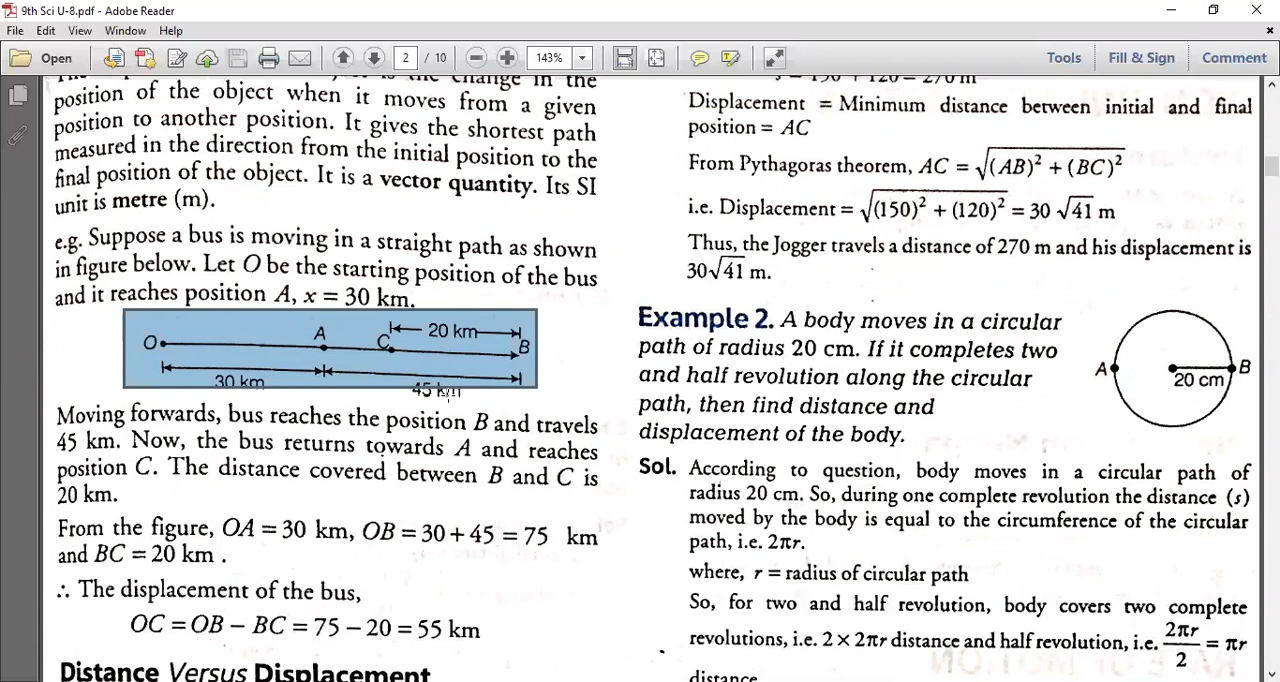 9th Sci U-8.pdf - Adobe Reader
File Edit View Window Help
Open 2 / 10 143% Tools Fill & Sign Comment
the change in the
position of the object when it moves from a given
position to another position. It gives the shortest path
measured in the direction from the initial position to the
final position of the object. It is a vector quantity. Its SI
unit is metre (m).
e.g. Suppose a bus is moving in a straight path as shown
in figure below. Let O be the starting position of the bus
and it reaches position A, x = 30 km.
O A C 20 km B
30 km 45 km
Moving forwards, bus reaches the position B and travels
45 km. Now, the bus returns towards A and reaches
position C. The distance covered between B and C is
20 km.
From the figure, OA = 30 km, OB = 30 + 45 = 75 km
and BC = 20 km .
∴ The displacement of the bus,
OC = OB – BC = 75 – 20 = 55 km
Distance Versus Displacement
s = 150 + 120 = 270 m
Displacement = Minimum distance between initial and final
position = AC
From Pythagoras theorem, AC = √(AB)² + (BC)²
i.e. Displacement = √(150)² + (120)² = 30 √41 m
Thus, the Jogger travels a distance of 270 m and his displacement is
30√41 m.
Example 2. A body moves in a circular
path of radius 20 cm. If it completes two
and half revolution along the circular
path, then find distance and
displacement of the body.
A B
20 cm
Sol. According to question, body moves in a circular path of
radius 20 cm. So, during one complete revolution the distance (s)
moved by the body is equal to the circumference of the circular
path, i.e. 2πr.
where, r = radius of circular path
So, for two and half revolution, body covers two complete
revolutions, i.e. 2 × 2πr distance and half revolution, i.e. 2πr/2 = πr
distance